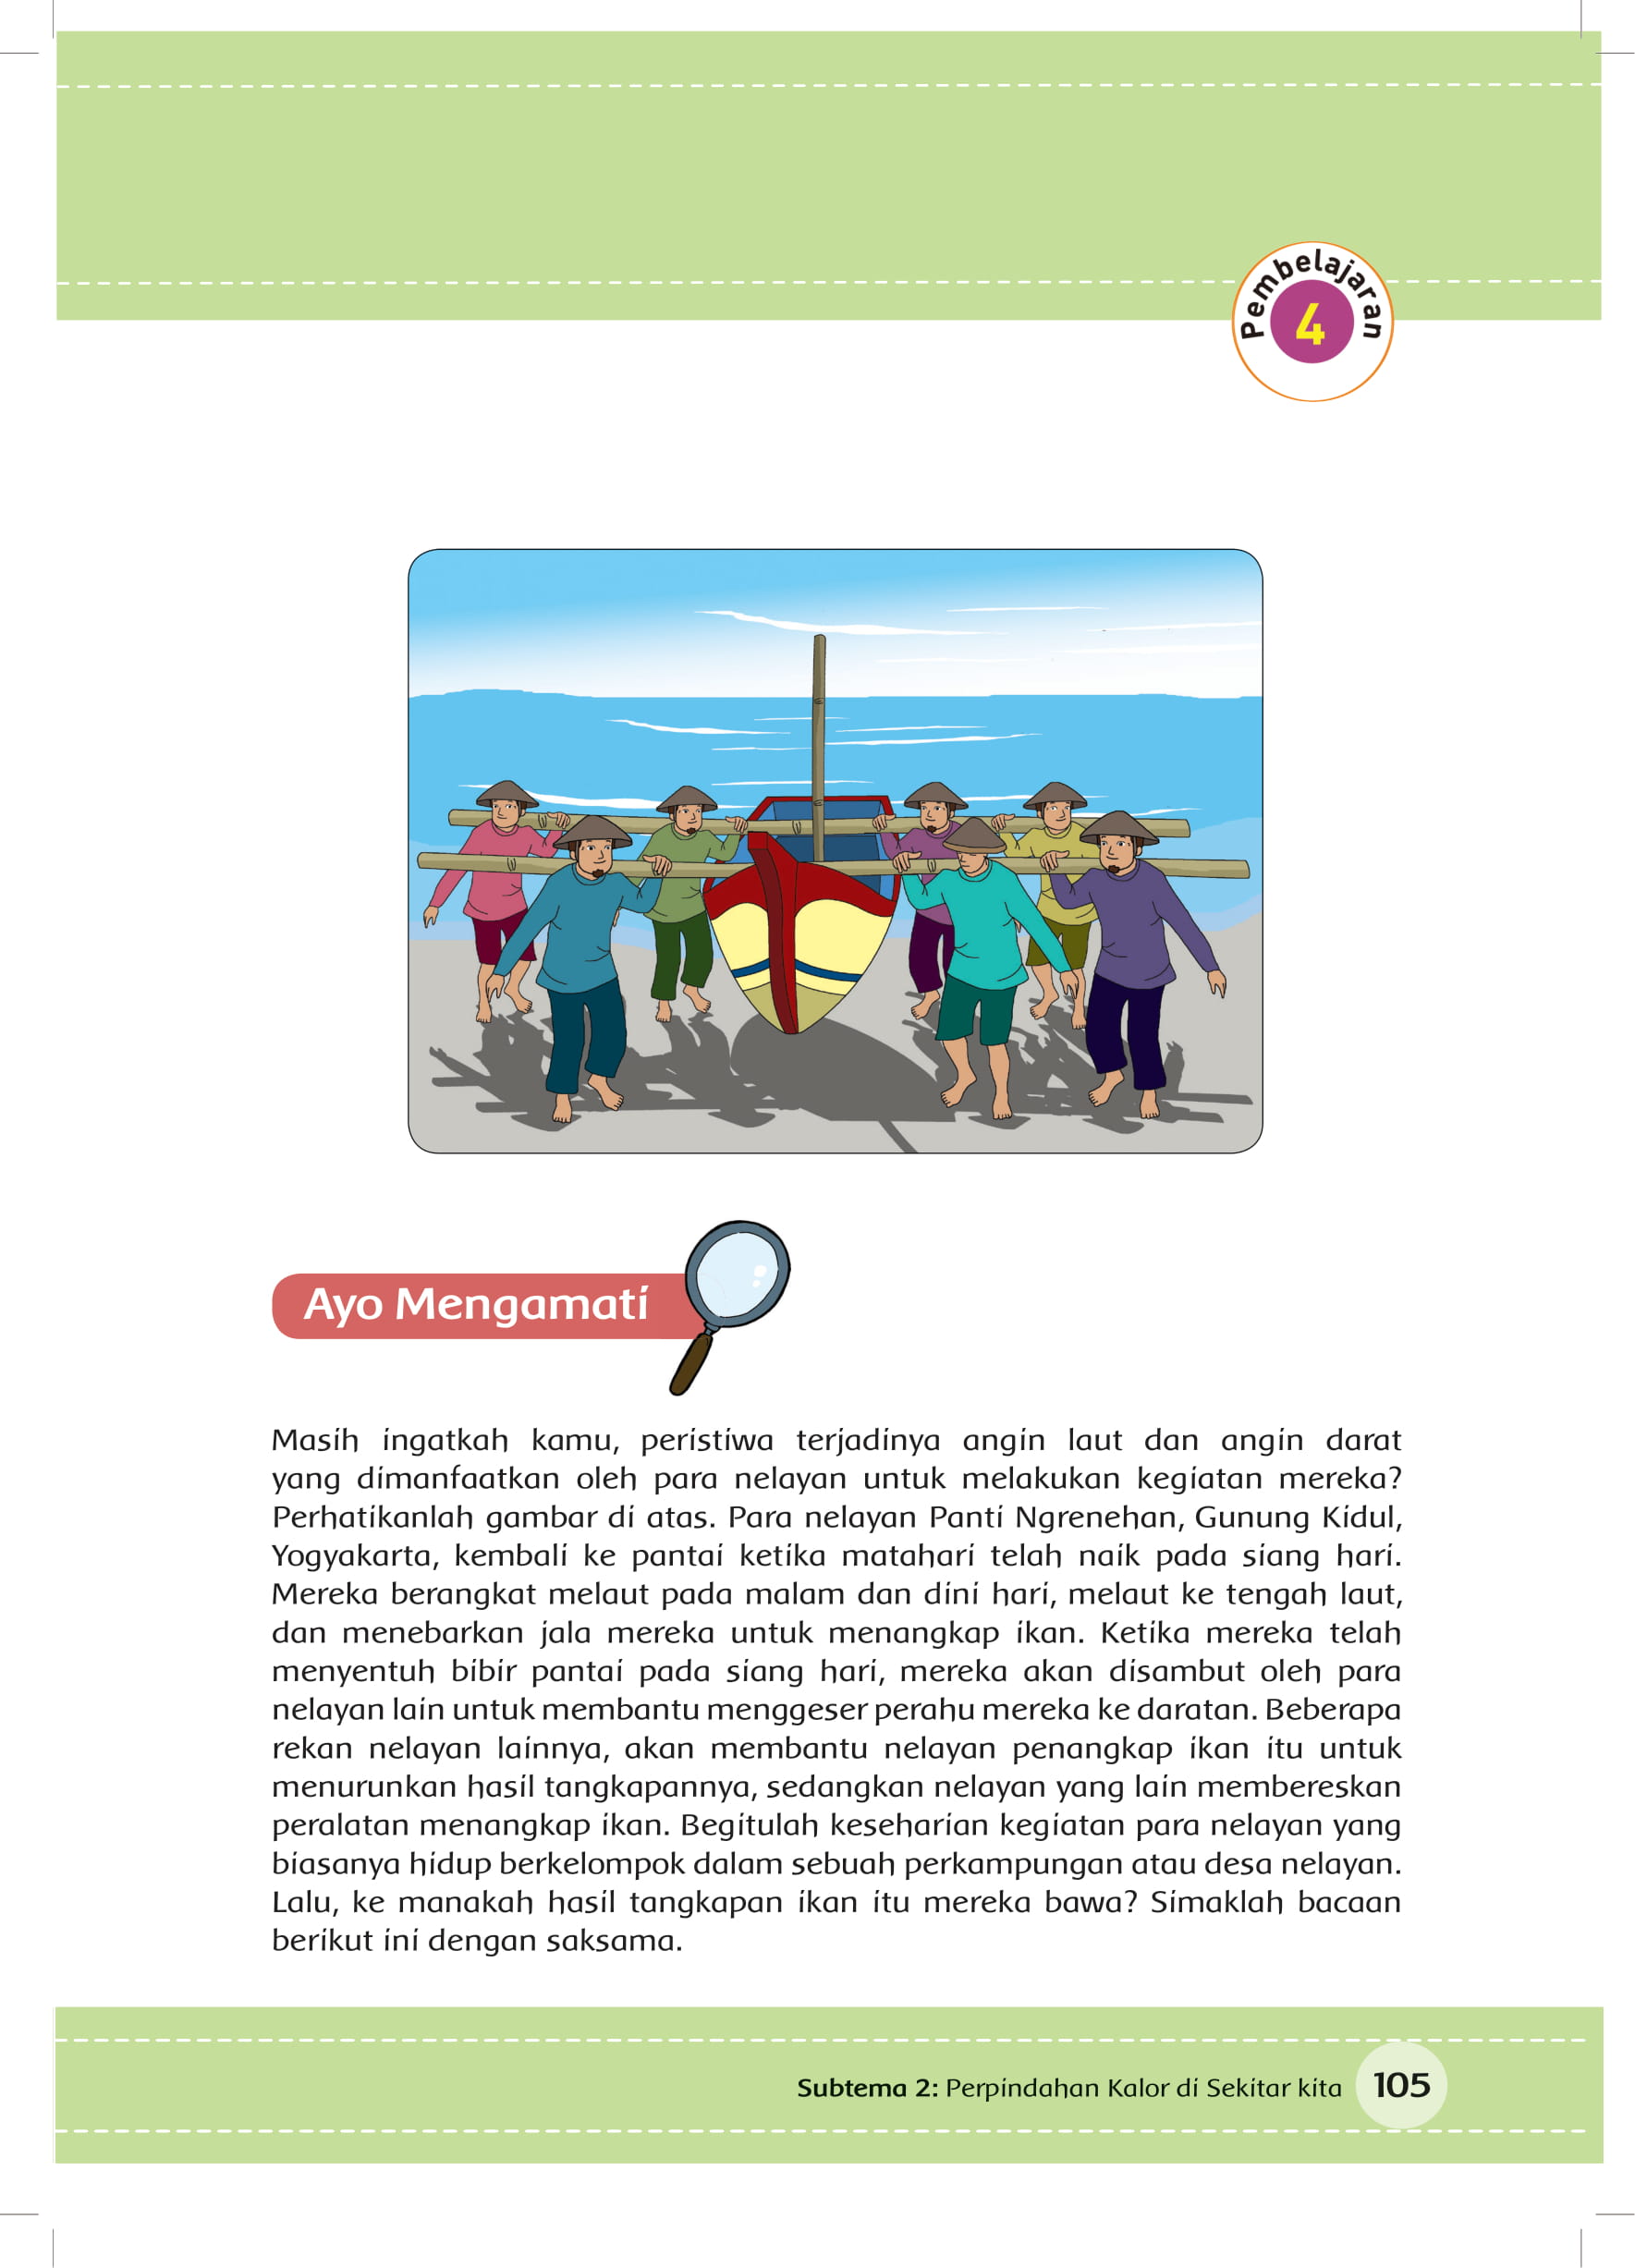 Pembelajaran
4
Ayo Mengamati
Masih ingatkah kamu, peristiwa terjadinya angin laut dan angin darat
yang dimanfaatkan oleh para nelayan untuk melakukan kegiatan mereka?
Perhatikanlah gambar di atas. Para nelayan Panti Ngrenehan, Gunung Kidul,
Yogyakarta, kembali ke pantai ketika matahari telah naik pada siang hari.
Mereka berangkat melaut pada malam dan dini hari, melaut ke tengah laut,
dan menebarkan jala mereka untuk menangkap ikan. Ketika mereka telah
menyentuh bibir pantai pada siang hari, mereka akan disambut oleh para
nelayan lain untuk membantu menggeser perahu mereka ke daratan. Beberapa
rekan nelayan lainnya, akan membantu nelayan penangkap ikan itu untuk
menurunkan hasil tangkapannya, sedangkan nelayan yang lain membereskan
peralatan menangkap ikan. Begitulah keseharian kegiatan para nelayan yang
biasanya hidup berkelompok dalam sebuah perkampungan atau desa nelayan.
Lalu, ke manakah hasil tangkapan ikan itu mereka bawa? Simaklah bacaan
berikut ini dengan saksama.
Subtema 2: Perpindahan Kalor di Sekitar kita 105